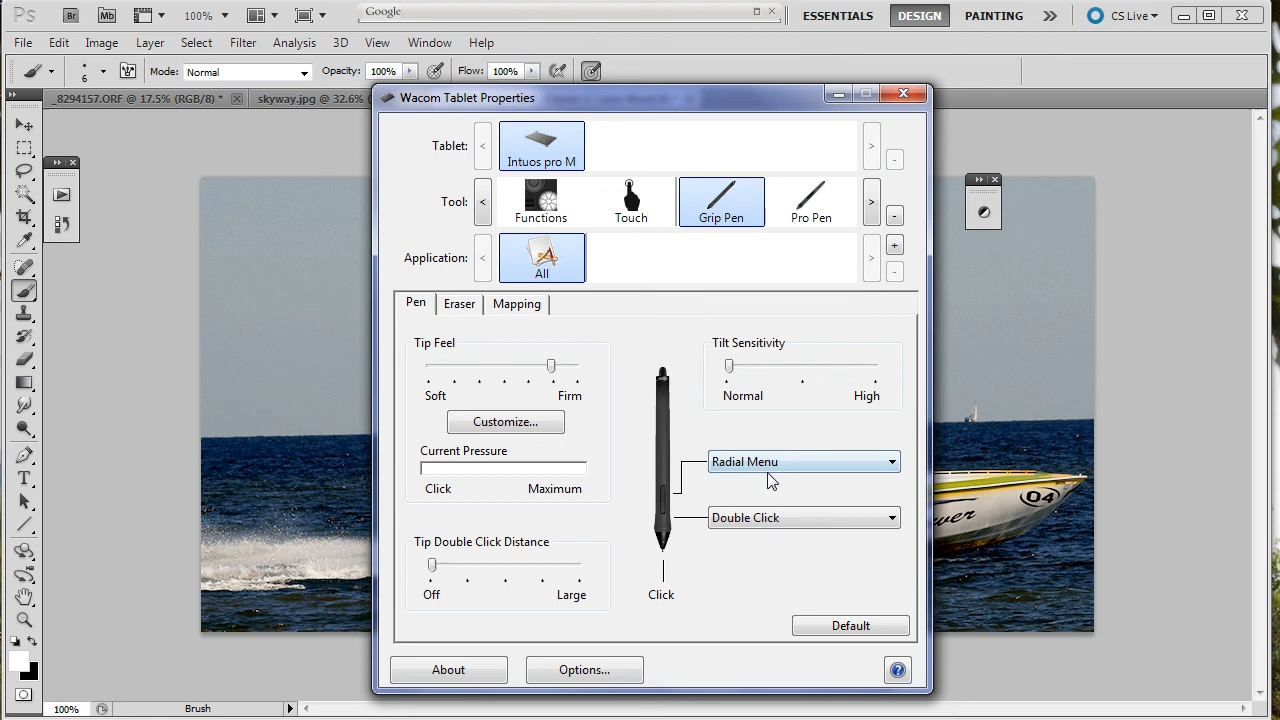 Ps Br Mb 100% Google ESSENTIALS DESIGN PAINTING CS Live
File Edit Image Layer Select Filter Analysis 3D View Window Help
6 Mode: Normal Opacity: 100% Flow: 100%
_8294157.ORF @ 17.5% (RGB/8) * skyway.jpg @ 32.6%
Wacom Tablet Properties
Tablet: Intuos pro M
Tool: Functions Touch Grip Pen Pro Pen
Application: All
Pen Eraser Mapping
Tip Feel
Soft Firm
Customize...
Current Pressure
Click Maximum
Tip Double Click Distance
Off Large
Tilt Sensitivity
Normal High
Radial Menu
Double Click
Click
Default
About Options... ?
04
wer
100% Brush